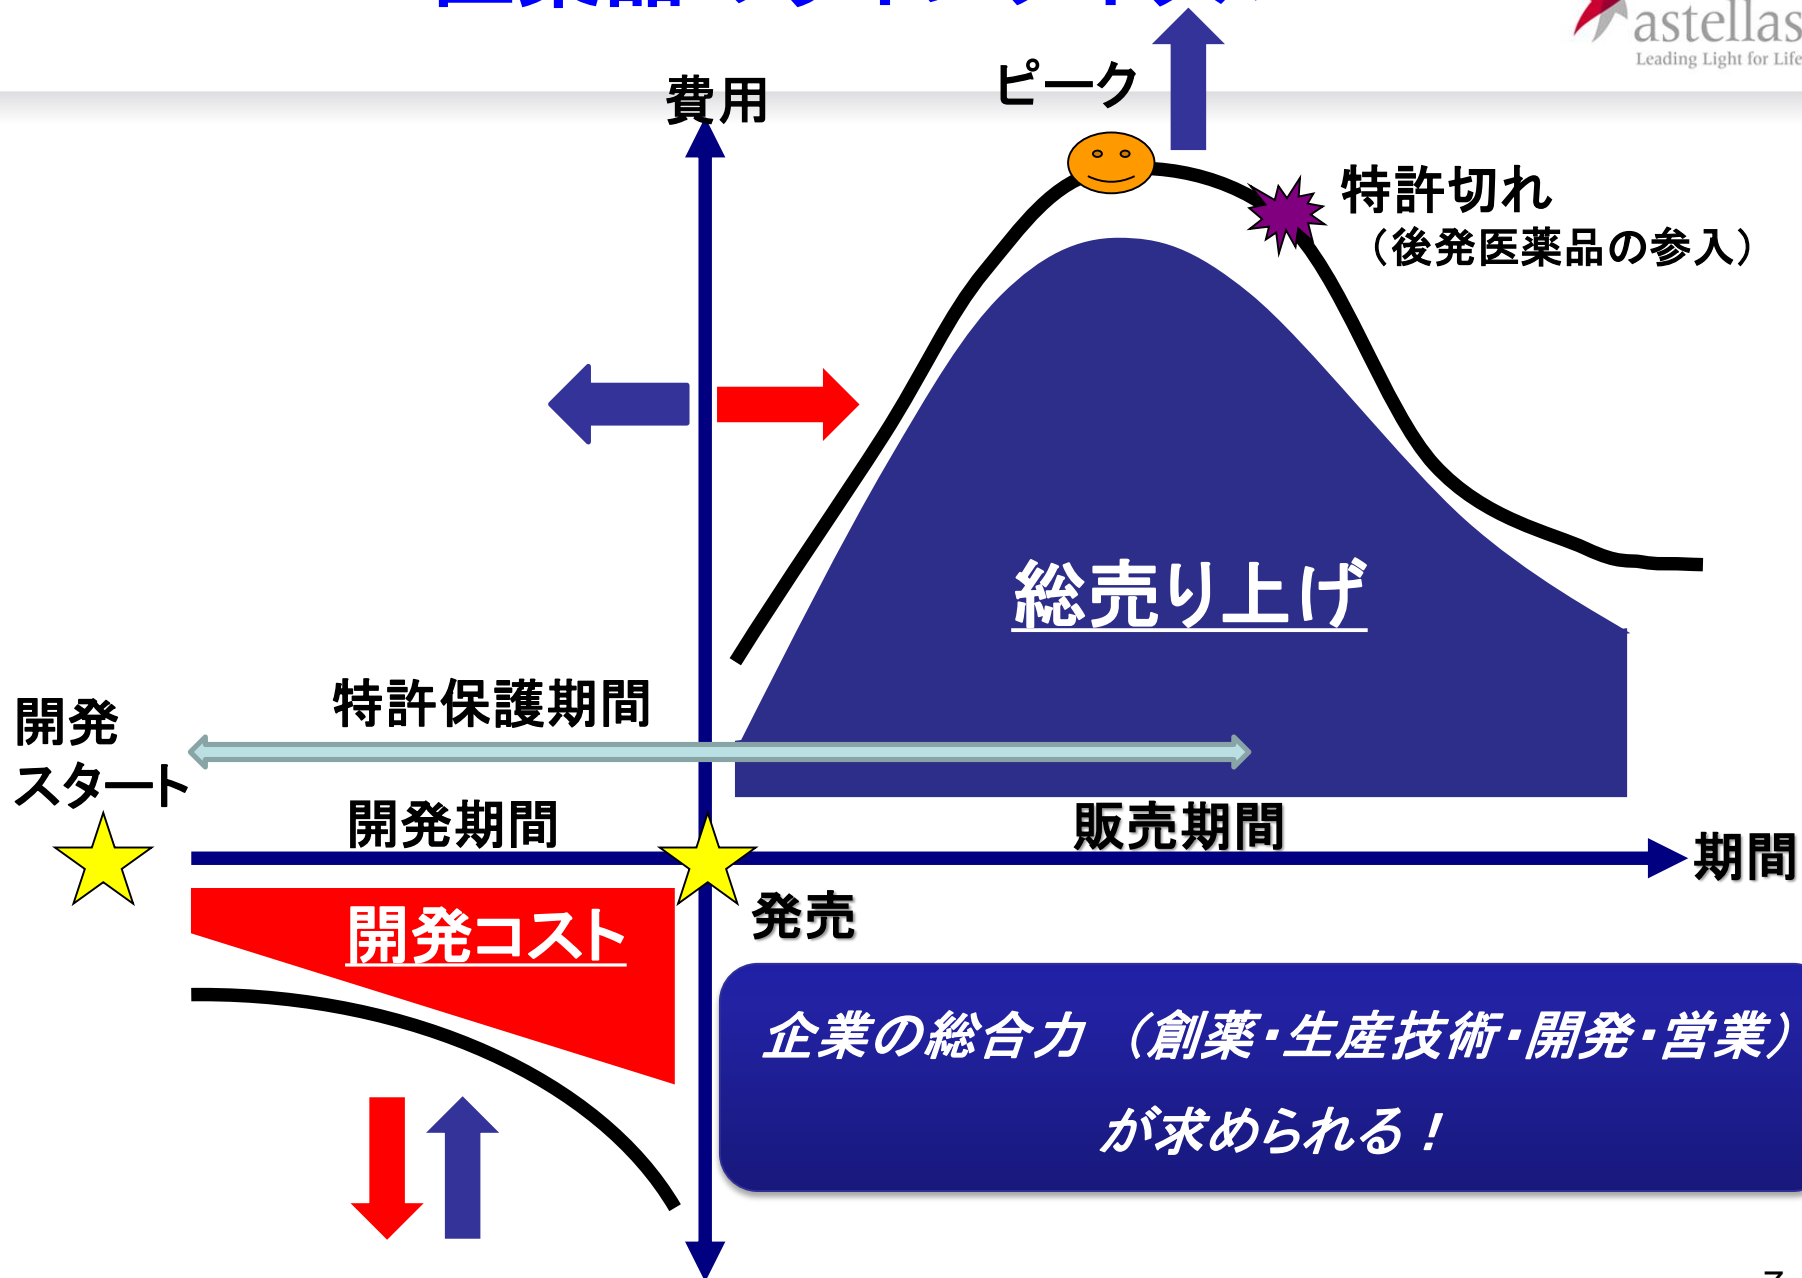 astellas
Leading Light for Life
費用
ピーク
特許切れ
（後発医薬品の参入）
総売り上げ
特許保護期間
開発
スタート
開発期間
販売期間
期間
発売
開発コスト
企業の総合力 （創薬・生産技術・開発・営業）
が求められる！